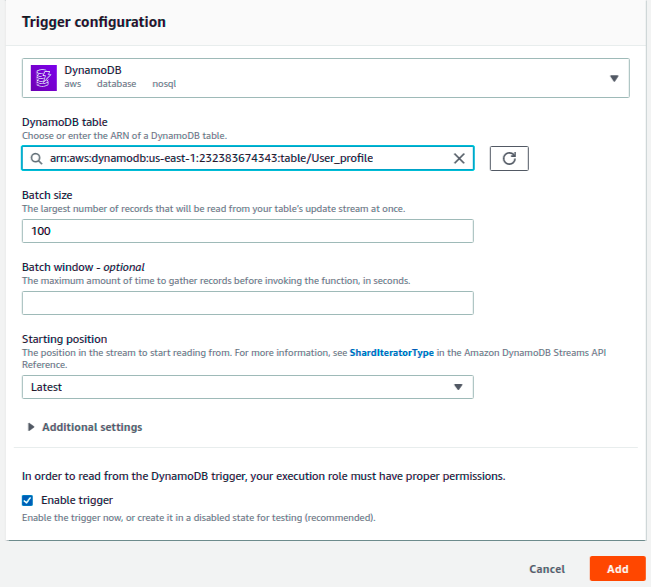 Trigger configuration
DynamoDB
aws database nosql
DynamoDB table
Choose or enter the ARN of a DynamoDB table.
arn:aws:dynamodb:us-east-1:232383674343:table/User_profile
Batch size
The largest number of records that will be read from your table's update stream at once.
100
Batch window - optional
The maximum amount of time to gather records before invoking the function, in seconds.
Starting position
The position in the stream to start reading from. For more information, see ShardIteratorType in the Amazon DynamoDB Streams API
Reference.
Latest
Additional settings
In order to read from the DynamoDB trigger, your execution role must have proper permissions.
Enable trigger
Enable the trigger now, or create it in a disabled state for testing (recommended).
Cancel Add